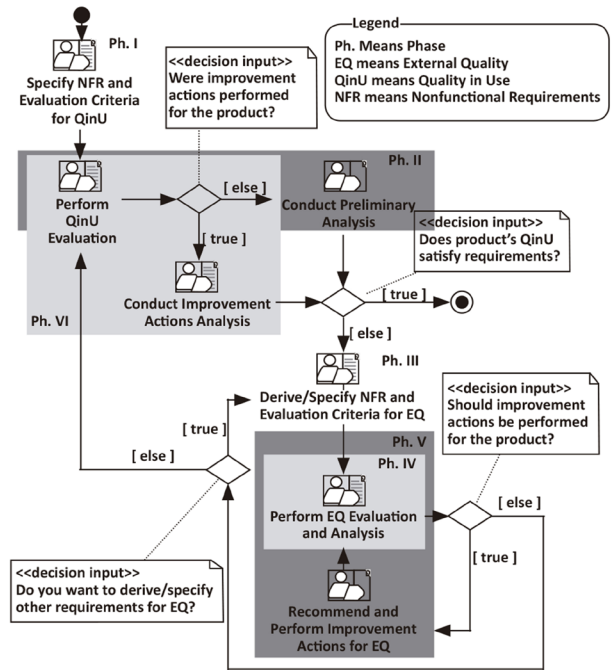 Ph. I
Specify NFR and
Evaluation Criteria
for QinU
<<decision input>>
Were improvement
actions performed
for the product?
Legend
Ph. Means Phase
EQ means External Quality
QinU means Quality in Use
NFR means Nonfunctional Requirements
Ph. II
Perform
QinU
Evaluation
[ else]
Conduct Preliminary
Analysis
[true ]
<<decision input>>
Does product's QinU
satisfy requirements?
Conduct Improvement
Actions Analysis
[ true]
Ph. VI
[else ]
Ph. III
Derive/Specify NFR and
Evaluation Criteria for EQ
<<decision input>>
Should improvement
actions be performed
for the product?
[true ]
[ else ]
Ph. V
Ph. IV
Perform EQ Evaluation
and Analysis
[ else]
[ true]
<<decision input>>
Do you want to derive/specify
other requirements for EQ?
Recommend and
Perform Improvement
Actions for EQ